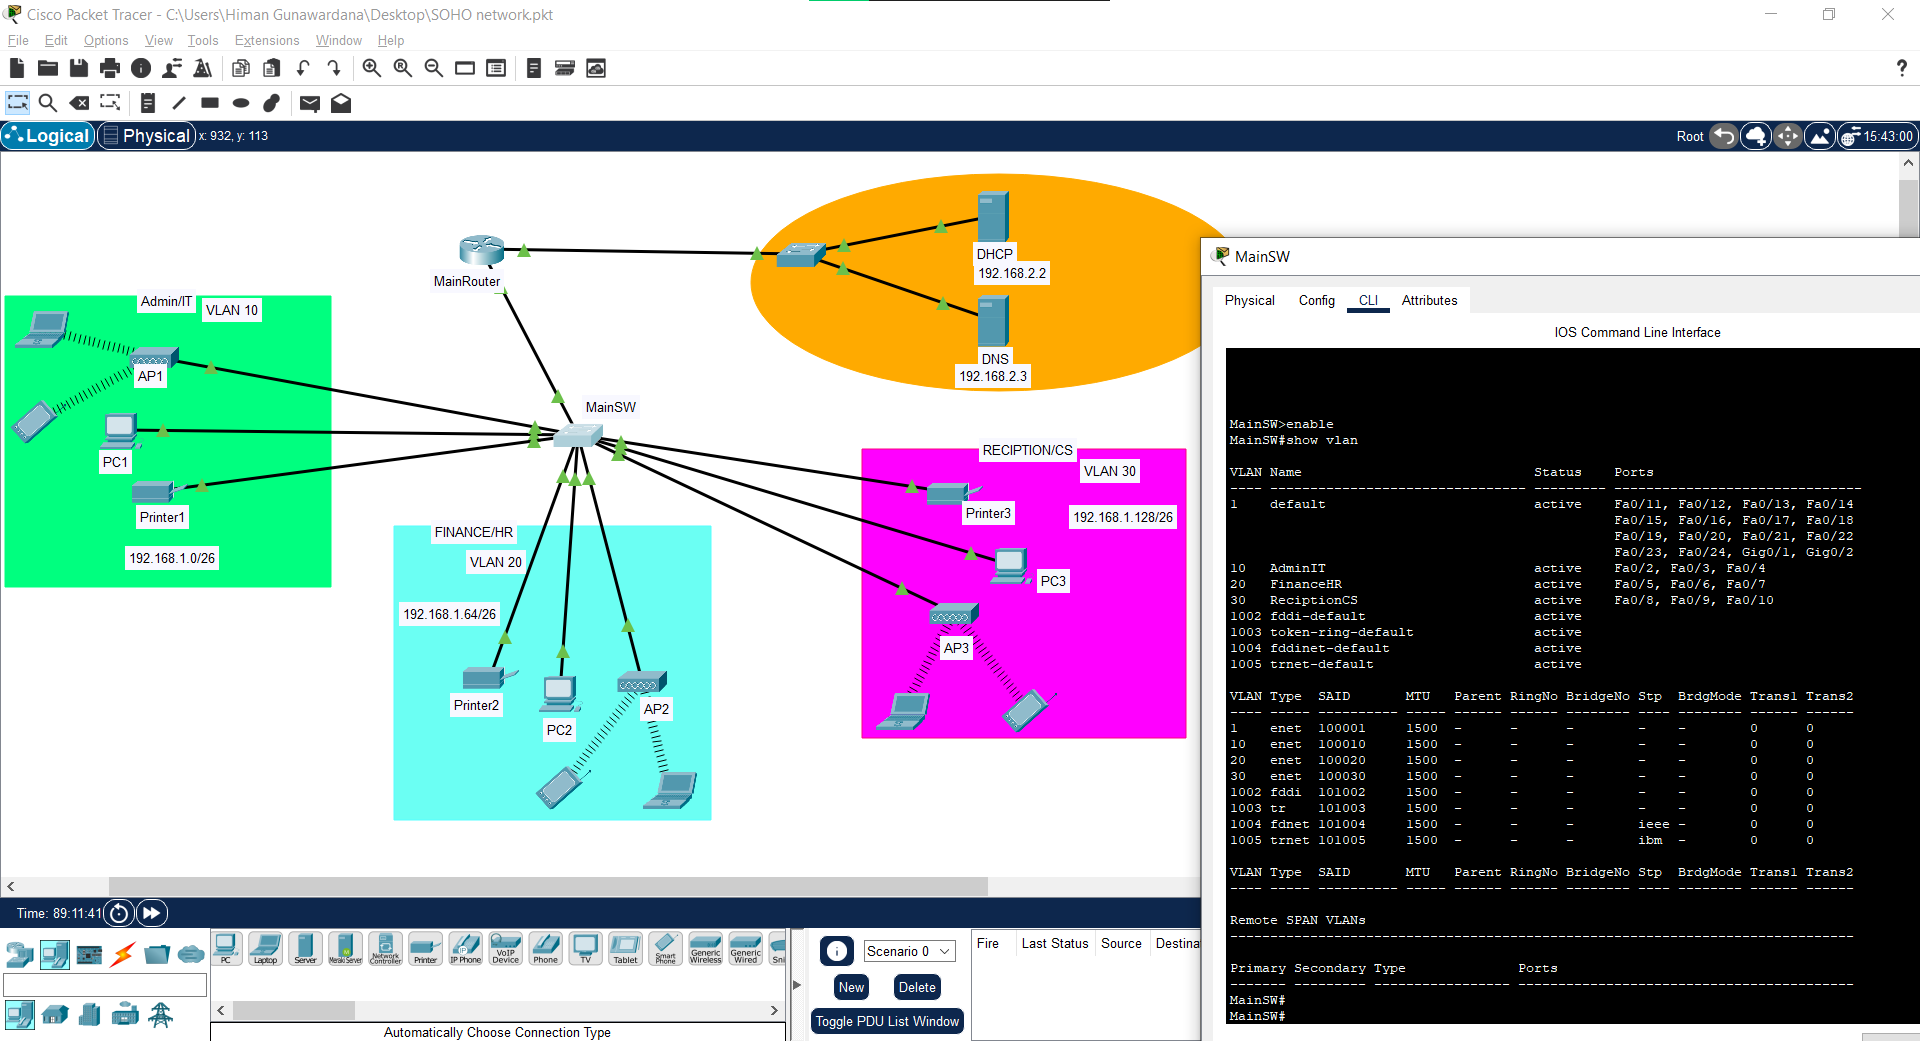 Cisco Packet Tracer - C:\Users\Himan Gunawardana\Desktop\SOHO network.pkt
File Edit Options View Tools Extensions Window Help
Logical Physical x: 932, y: 113
Root 15:43:00
MainRouter
DHCP
192.168.2.2
DNS
192.168.2.3
Admin/IT
VLAN 10
AP1
PC1
Printer1
192.168.1.0/26
MainSW
FINANCE/HR
VLAN 20
192.168.1.64/26
Printer2
PC2
AP2
RECIPTION/CS
VLAN 30
192.168.1.128/26
Printer3
PC3
AP3
MainSW
Physical Config CLI Attributes
IOS Command Line Interface
MainSW>enable
MainSW#show vlan
VLAN Name Status Ports
---- -------------------------------- --------- -------------------------------
1 default active Fa0/11, Fa0/12, Fa0/13, Fa0/14
Fa0/15, Fa0/16, Fa0/17, Fa0/18
Fa0/19, Fa0/20, Fa0/21, Fa0/22
Fa0/23, Fa0/24, Gig0/1, Gig0/2
10 AdminIT active Fa0/2, Fa0/3, Fa0/4
20 FinanceHR active Fa0/5, Fa0/6, Fa0/7
30 ReciptionCS active Fa0/8, Fa0/9, Fa0/10
1002 fddi-default active
1003 token-ring-default active
1004 fddinet-default active
1005 trnet-default active
VLAN Type SAID MTU Parent RingNo BridgeNo Stp BrdgMode Trans1 Trans2
---- ----- ---------- ----- ------ ------ -------- ---- -------- ------ ------
1 enet 100001 1500 - - - - - 0 0
10 enet 100010 1500 - - - - - 0 0
20 enet 100020 1500 - - - - - 0 0
30 enet 100030 1500 - - - - - 0 0
1002 fddi 101002 1500 - - - - - 0 0
1003 tr 101003 1500 - - - - - 0 0
1004 fdnet 101004 1500 - - - ieee - 0 0
1005 trnet 101005 1500 - - - ibm - 0 0
VLAN Type SAID MTU Parent RingNo BridgeNo Stp BrdgMode Trans1 Trans2
---- ----- ---------- ----- ------ ------ -------- ---- -------- ------ ------
Remote SPAN VLANs
------------------------------------------------------------------------------
Primary Secondary Type Ports
------- --------- ----------------- ------------------------------------------
MainSW#
MainSW#
Time: 89:11:41
PC Laptop Server MerakiServer Network Controller Printer IP Phone VoIP Device Phone TV Tablet Smart Phone Generic Wireless Generic Wired Sni
Automatically Choose Connection Type
Scenario 0
New Delete
Toggle PDU List Window
Fire Last Status Source Destina